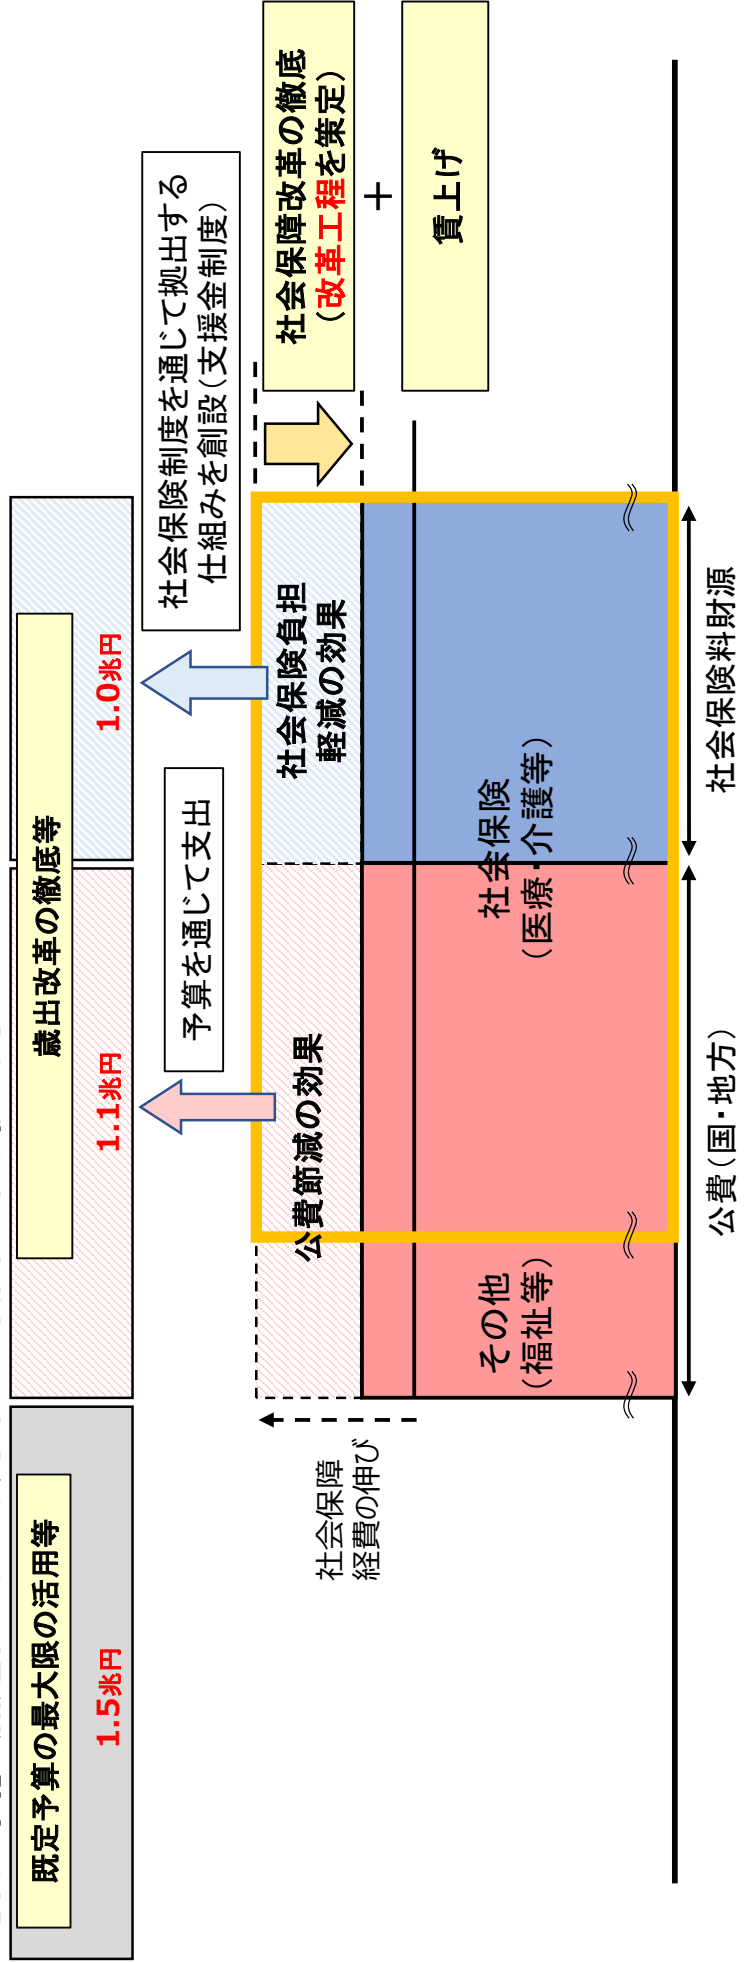 既定予算の最大限の活用等
1.5兆円
歳出改革の徹底等
1.1兆円
1.0兆円
予算を通じて支出
社会保険制度を通じて拠出する
仕組みを創設（支援金制度）
社会保障
経費の伸び
公費節減の効果
社会保険負担
軽減の効果
社会保障改革の徹底
（改革工程を策定）
＋
賃上げ
その他
（福祉等）
社会保険
（医療・介護等）
公費（国・地方）
社会保険料財源